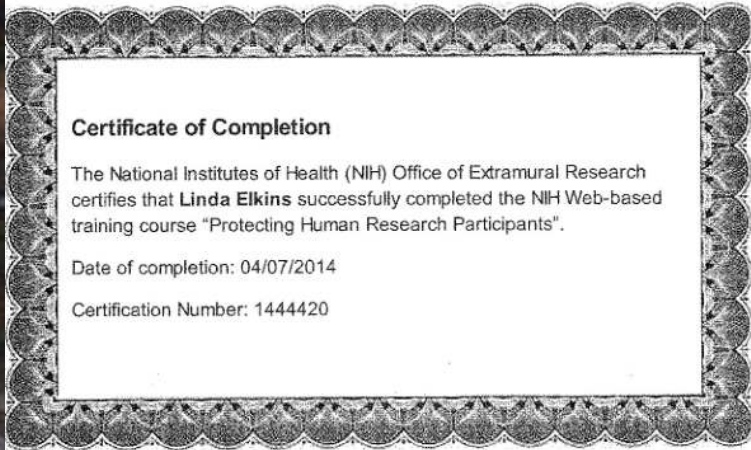 Certificate of Completion
The National Institutes of Health (NIH) Office of Extramural Research
certifies that Linda Elkins successfully completed the NIH Web-based
training course “Protecting Human Research Participants”.
Date of completion: 04/07/2014
Certification Number: 1444420